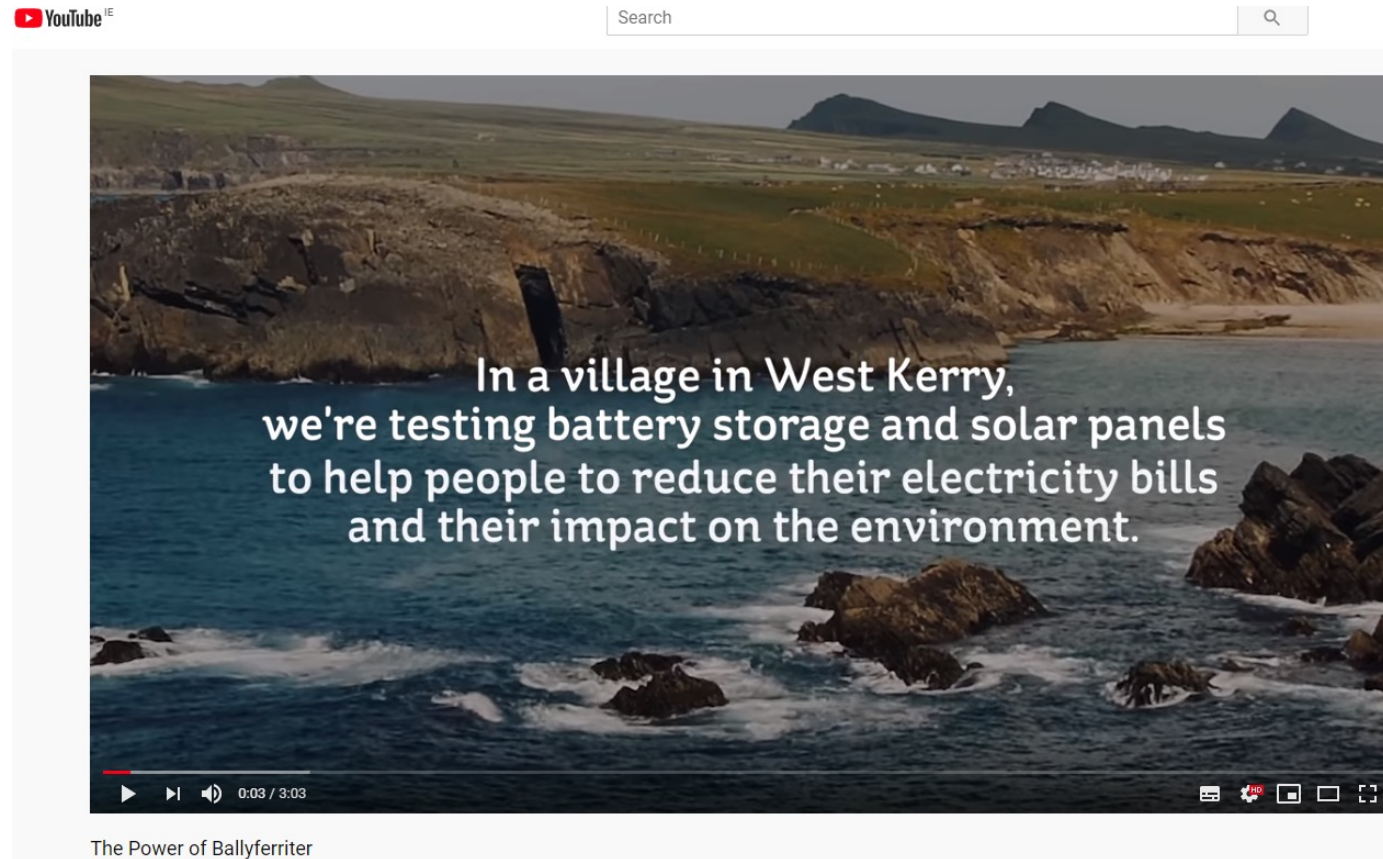 YouTube IE
Search
In a village in West Kerry,
we're testing battery storage and solar panels
to help people to reduce their electricity bills
and their impact on the environment.
0:03 / 3:03
HD
The Power of Ballyferriter